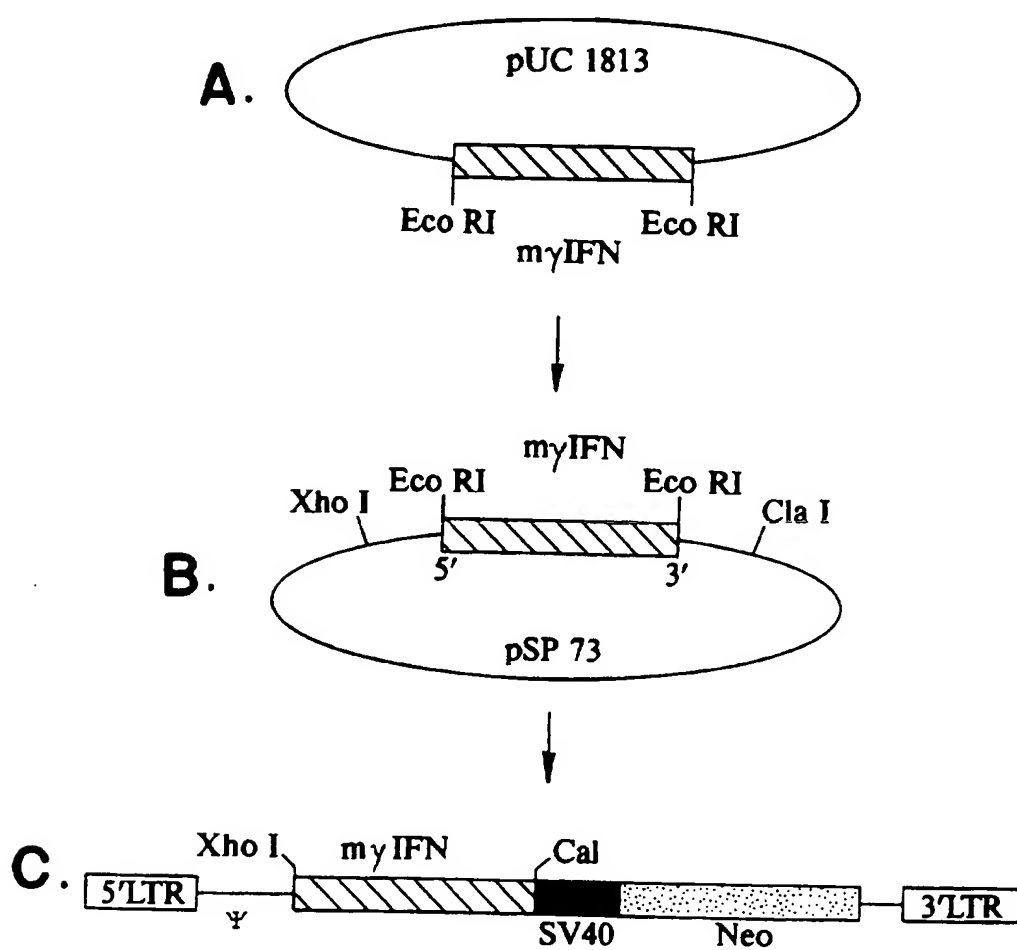 pUC 1813
A.
Eco RI Eco RI
mγIFN
mγIFN
Eco RI Eco RI
Xho I Cla I
5' 3'
B.
pSP 73
Xho I mγ IFN Cal
C.
5'LTR 3'LTR
Ψ
SV40 Neo